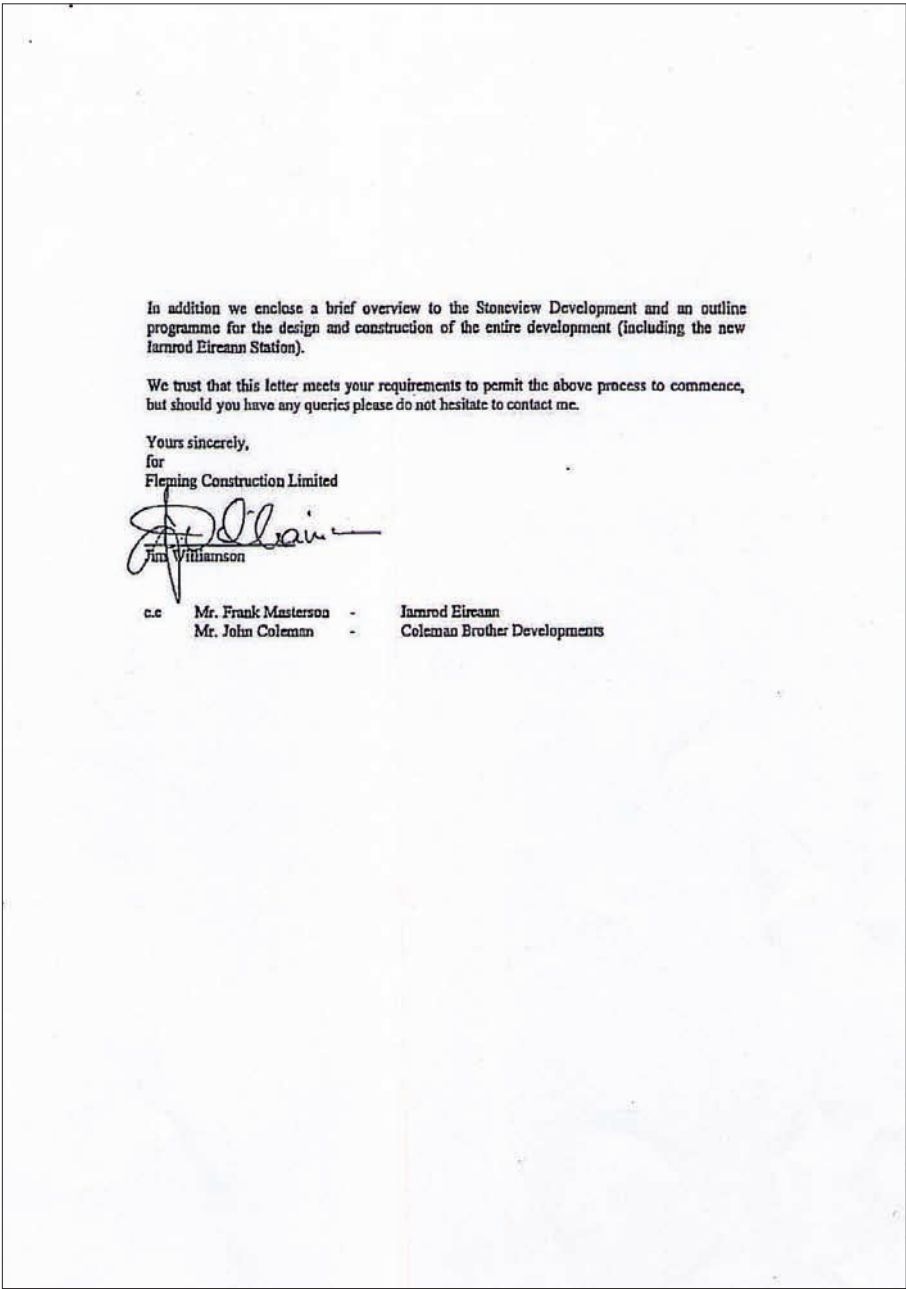 In addition we enclose a brief overview to the Stoneview Development and an outline
programme for the design and construction of the entire development (including the new
Iarnrod Eireann Station).
We trust that this letter meets your requirements to permit the above process to commence,
but should you have any queries please do not hesitate to contact me.
Yours sincerely,
for
Fleming Construction Limited
Jim Williamson
c.c Mr. Frank Masterson - Iarnrod Eireann
Mr. John Coleman - Coleman Brother Developments